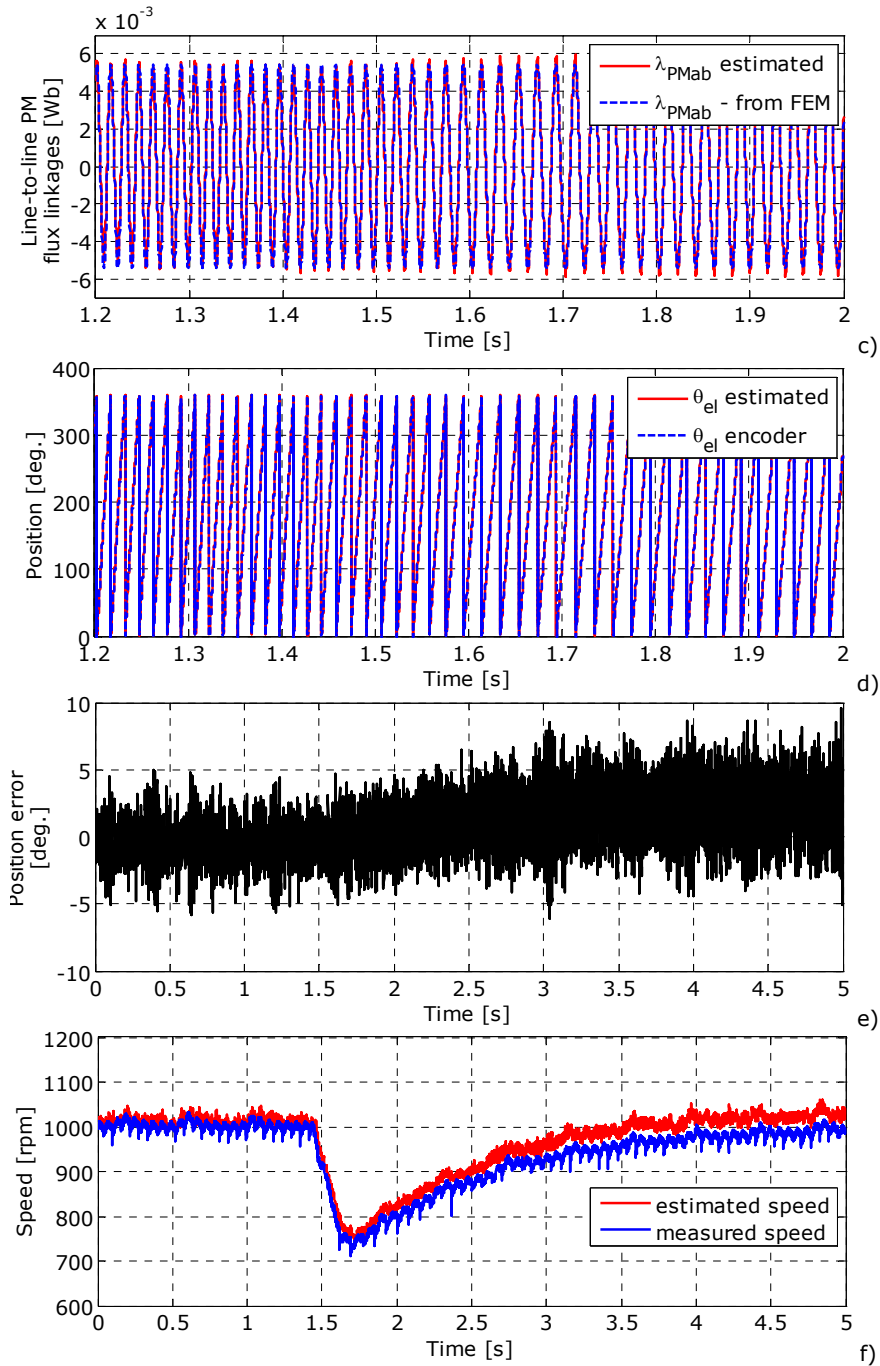 x 10⁻³
6
4
2
0
-2
-4
-6
Line-to-line PM
flux linkages [Wb]
λPMab estimated
λPMab - from FEM
1.2 1.3 1.4 1.5 1.6 1.7 1.8 1.9 2
Time [s]
c)
400
300
200
100
0
Position [deg.]
θel estimated
θel encoder
1.2 1.3 1.4 1.5 1.6 1.7 1.8 1.9 2
Time [s]
d)
10
5
0
-5
-10
Position error
[deg.]
0 0.5 1 1.5 2 2.5 3 3.5 4 4.5 5
Time [s]
e)
1200
1100
1000
900
800
700
600
Speed [rpm]
estimated speed
measured speed
0 0.5 1 1.5 2 2.5 3 3.5 4 4.5 5
Time [s]
f)